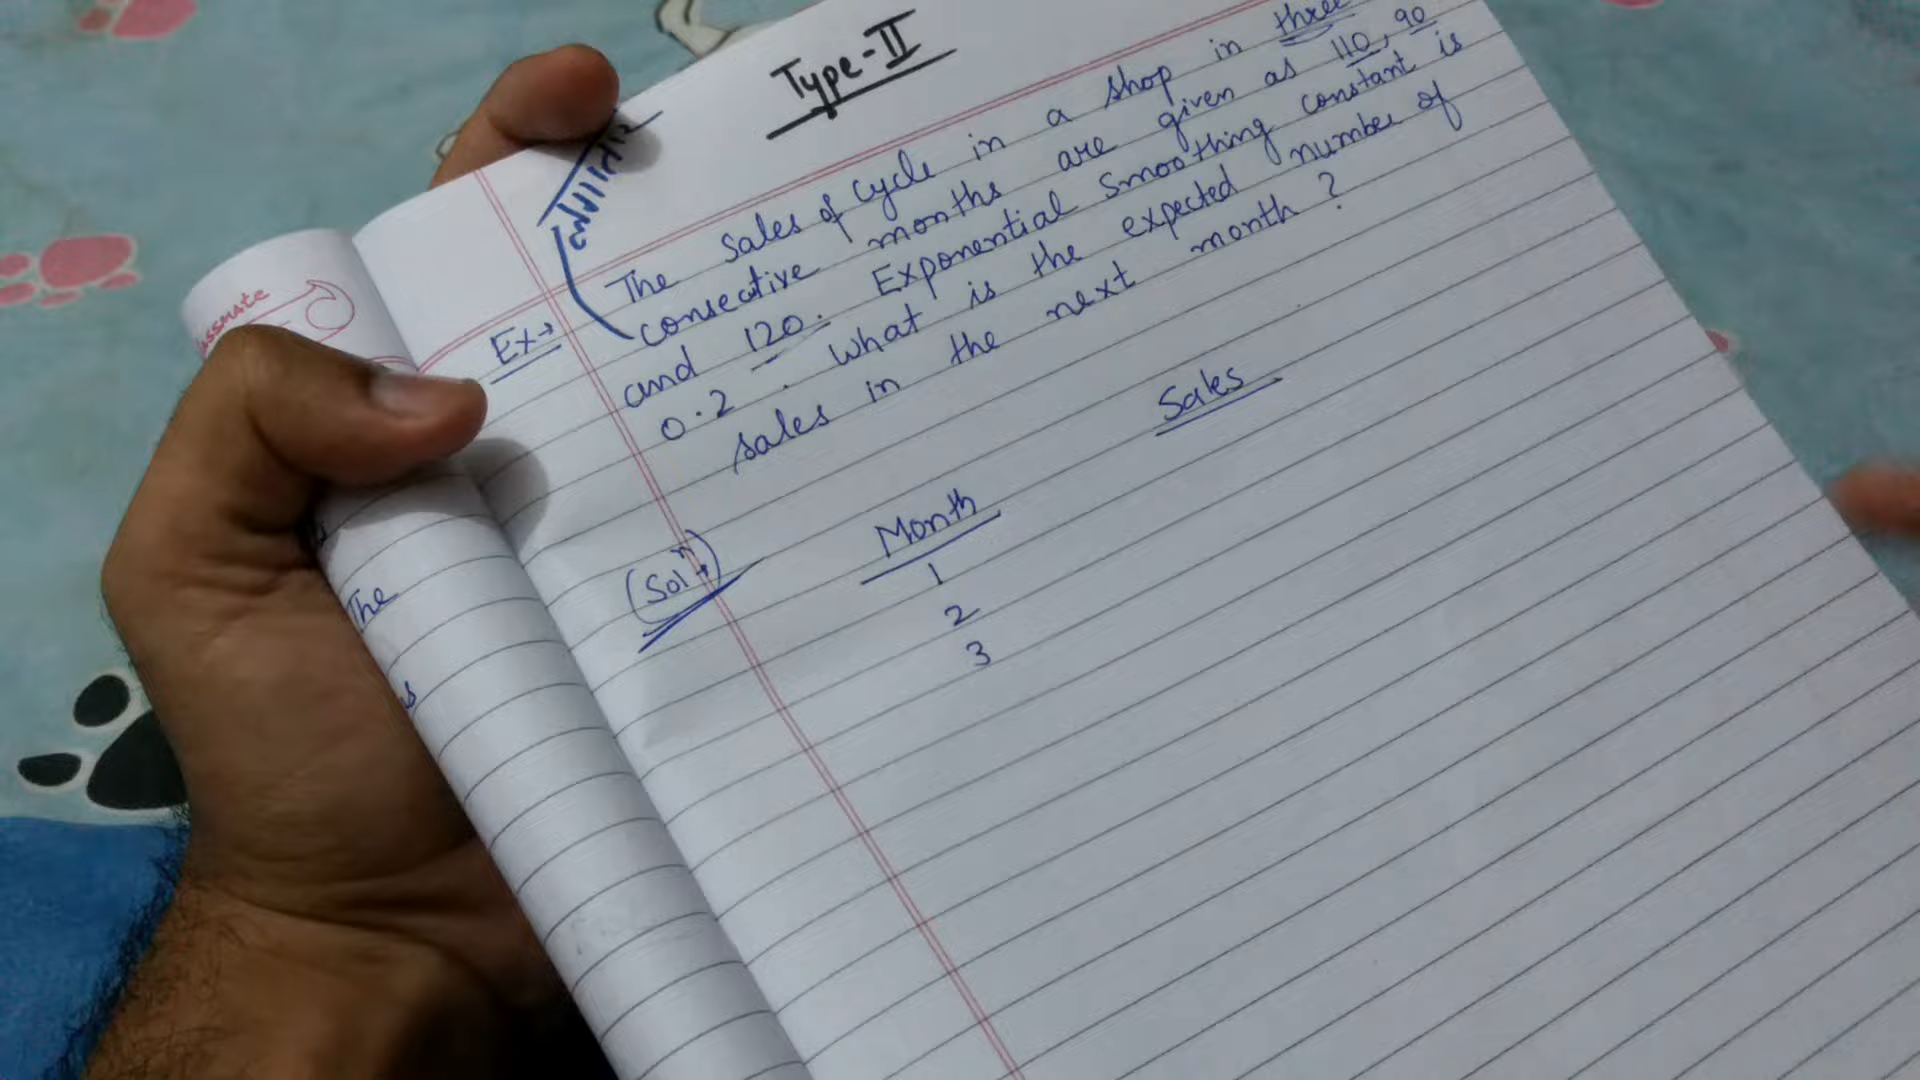 Type-II
The sales of cycle in a shop in three
consecutive months are given as 110, 90
and 120. Exponential smoothing constant is
0.2. What is the expected number of
sales in the next month ?
Ex→
Month Sales
(Solⁿ→)
1
2
3
The